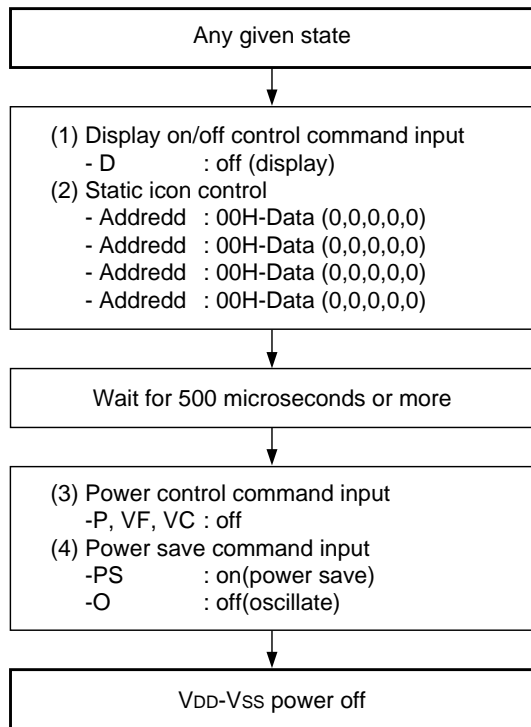 Any given state
(1) Display on/off control command input
- D : off (display)
(2) Static icon control
- Addredd : 00H-Data (0,0,0,0,0)
- Addredd : 00H-Data (0,0,0,0,0)
- Addredd : 00H-Data (0,0,0,0,0)
- Addredd : 00H-Data (0,0,0,0,0)
Wait for 500 microseconds or more
(3) Power control command input
-P, VF, VC : off
(4) Power save command input
-PS : on(power save)
-O : off(oscillate)
VDD-VSS power off